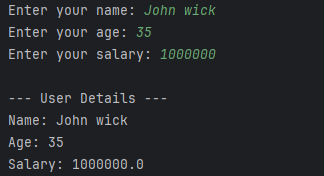 Enter your name: John wick
Enter your age: 35
Enter your salary: 1000000
--- User Details ---
Name: John wick
Age: 35
Salary: 1000000.0